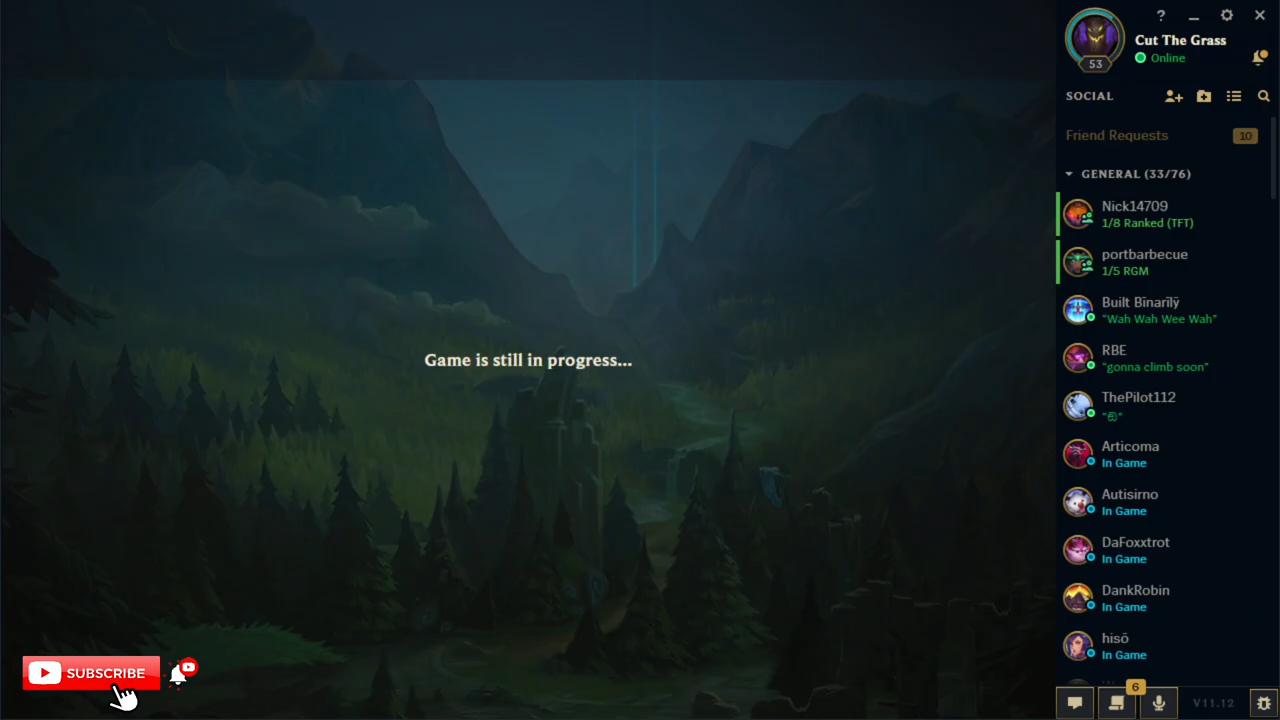 ?
Cut The Grass
53
Online
SOCIAL
Friend Requests
10
GENERAL (33/76)
Nick14709
1/8 Ranked (TFT)
portbarbecue
1/5 RGM
Built Bïnarïlÿ
"Wah Wah Wee Wah"
RBE
"gonna climb soon"
ThePilot112
Articoma
In Game
Autisirno
In Game
DaFoxxtrot
In Game
DankRobin
In Game
hisō
In Game
6
V11.12
Game is still in progress...
SUBSCRIBE